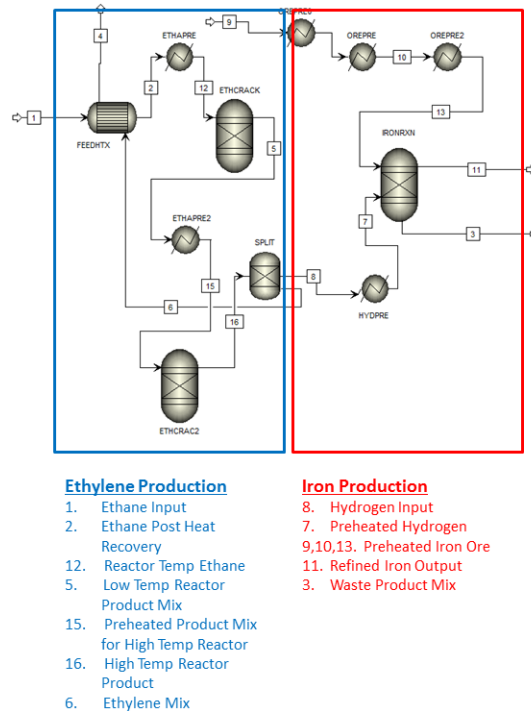 4
9
OREPRE0
ETHAPRE
OREPRE
OREPRE2
2
12
ETHCRACK
10
1
13
FEEDHTX
5
IRONRXN
11
7
3
ETHAPRE2
SPLIT
8
15
6
16
HYDPRE
ETHCRAC2
Ethylene Production
1. Ethane Input
2. Ethane Post Heat
Recovery
12. Reactor Temp Ethane
5. Low Temp Reactor
Product Mix
15. Preheated Product Mix
for High Temp Reactor
16. High Temp Reactor
Product
6. Ethylene Mix
Iron Production
8. Hydrogen Input
7. Preheated Hydrogen
9,10,13. Preheated Iron Ore
11. Refined Iron Output
3. Waste Product Mix